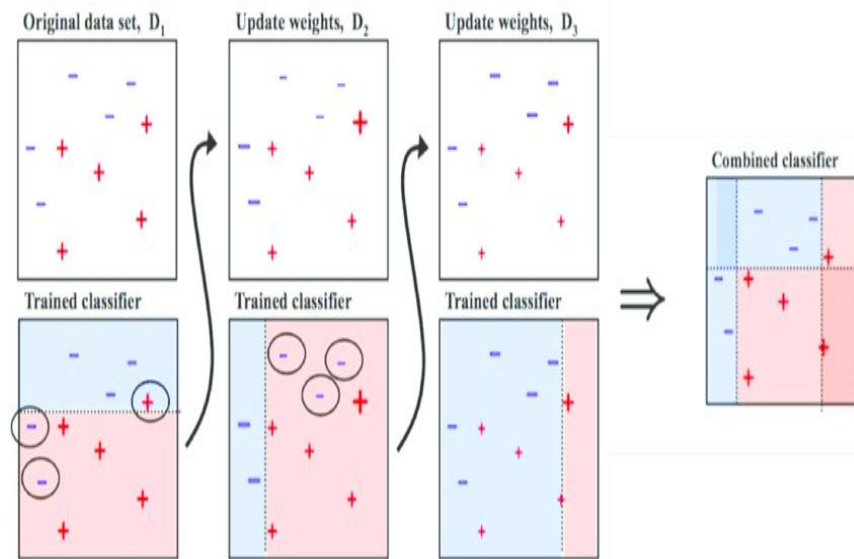 Original data set, D₁
Update weights, D₂
Update weights, D₃
Combined classifier
Trained classifier
Trained classifier
Trained classifier